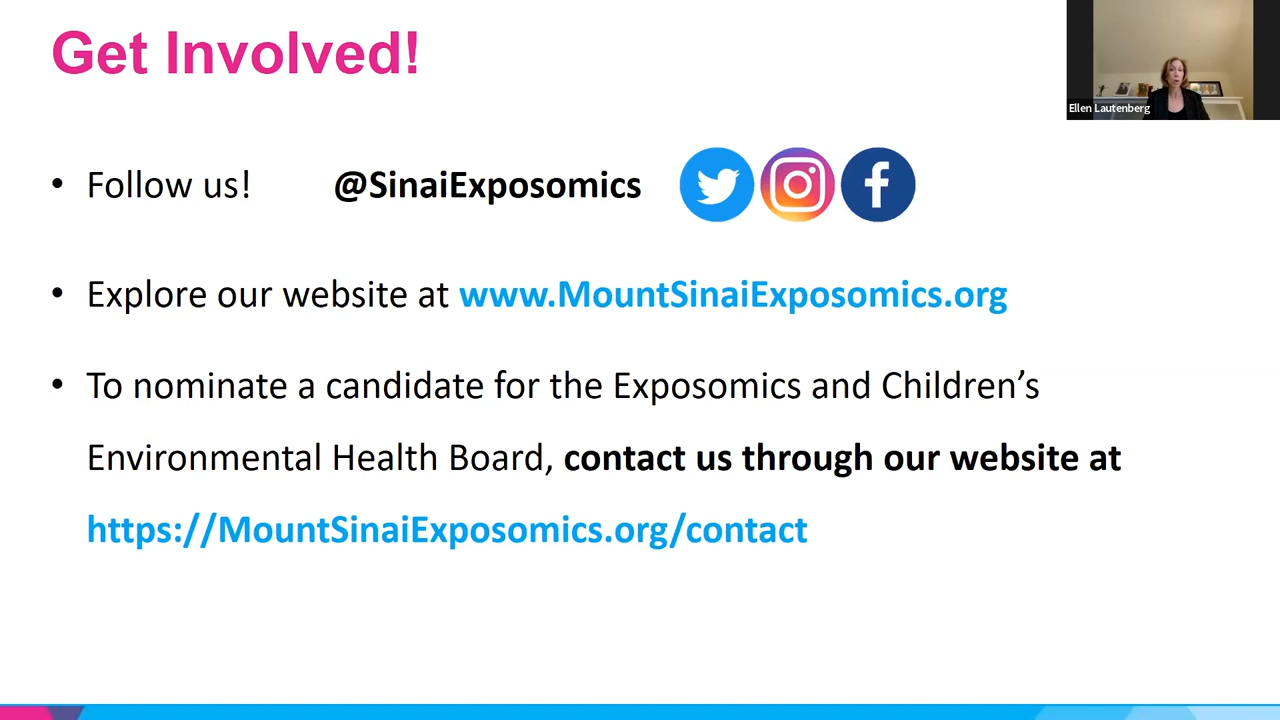 Get Involved!
Ellen Lautenberg
• Follow us! @SinaiExposomics
• Explore our website at www.MountSinaiExposomics.org
• To nominate a candidate for the Exposomics and Children’s
Environmental Health Board, contact us through our website at
https://MountSinaiExposomics.org/contact